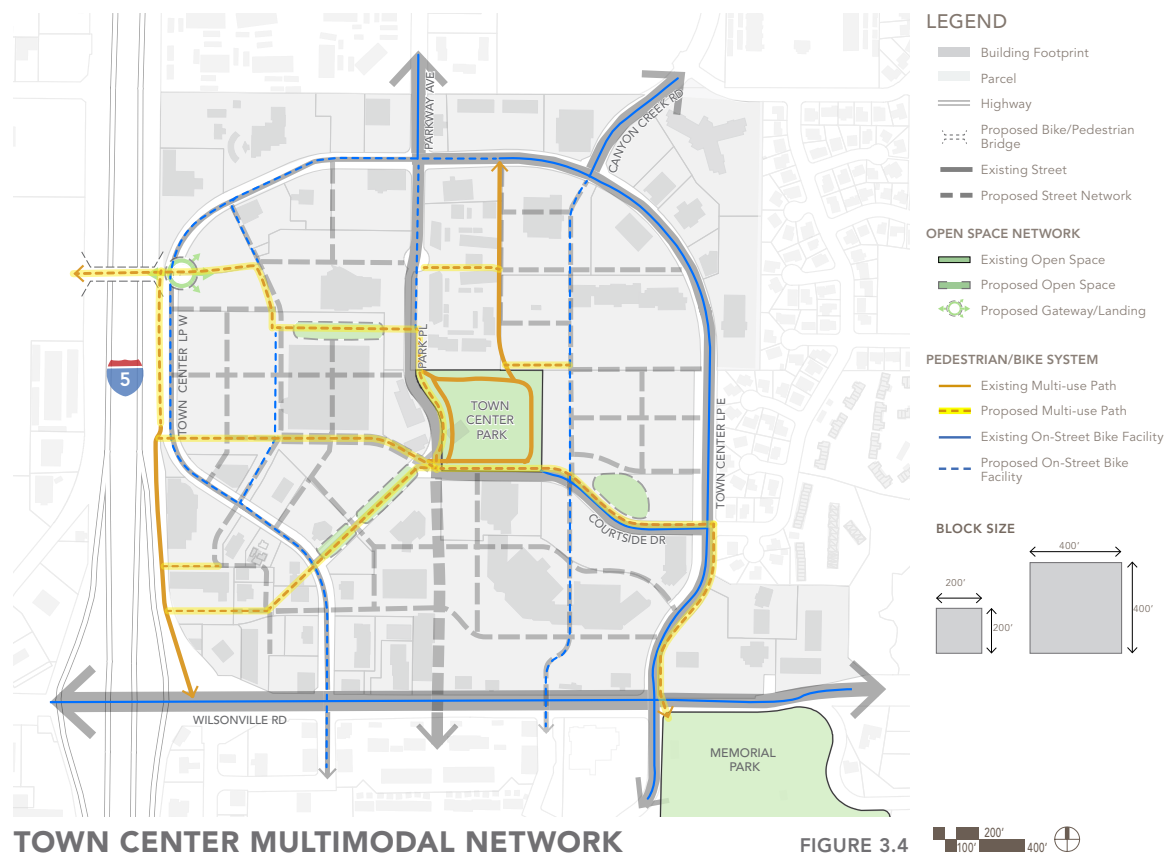 PARKWAY AVE
CANYON CREEK RD
TOWN CENTER LP W
PARK PL
5
TOWN
CENTER
PARK
TOWN CENTER LP E
COURTSIDE DR
WILSONVILLE RD
MEMORIAL
PARK
TOWN CENTER MULTIMODAL NETWORK
FIGURE 3.4
LEGEND
Building Footprint
Parcel
Highway
Proposed Bike/Pedestrian
Bridge
Existing Street
Proposed Street Network
OPEN SPACE NETWORK
Existing Open Space
Proposed Open Space
Proposed Gateway/Landing
PEDESTRIAN/BIKE SYSTEM
Existing Multi-use Path
Proposed Multi-use Path
Existing On-Street Bike Facility
Proposed On-Street Bike
Facility
BLOCK SIZE
400'
200'
200'
400'
200'
100'
400'